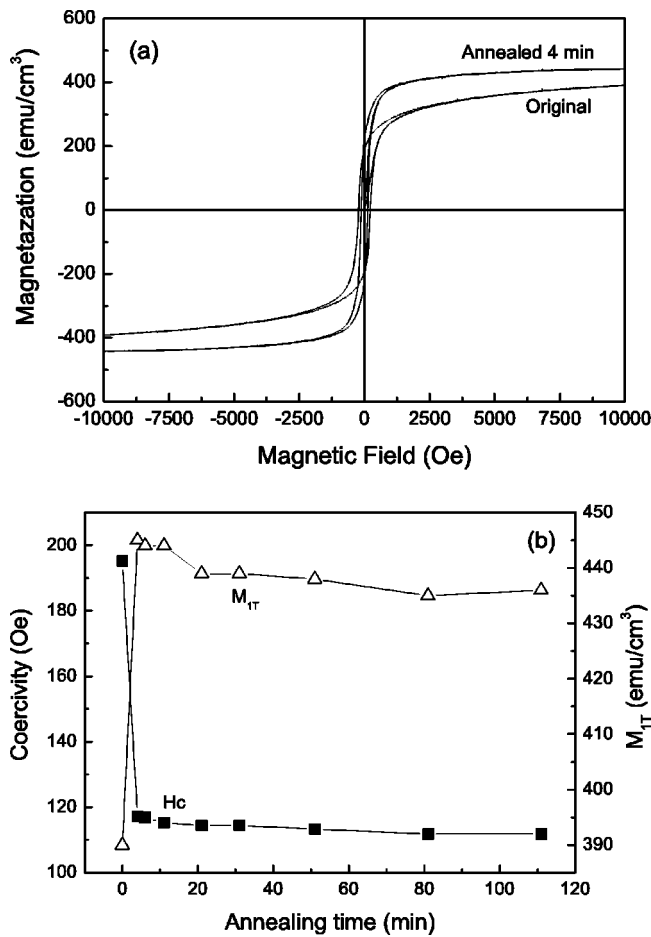 600
(a)
Annealed 4 min
400
Original
200
0
-200
-400
-600
Magnetazation (emu/cm³)
-10000 -7500 -5000 -2500 0 2500 5000 7500 10000
Magnetic Field (Oe)
450
(b)
200
440
M1T
180
430
160
420
140
410
400
120
Hc
390
100
Coercivity (Oe)
M1T (emu/cm³)
0 20 40 60 80 100 120
Annealing time (min)